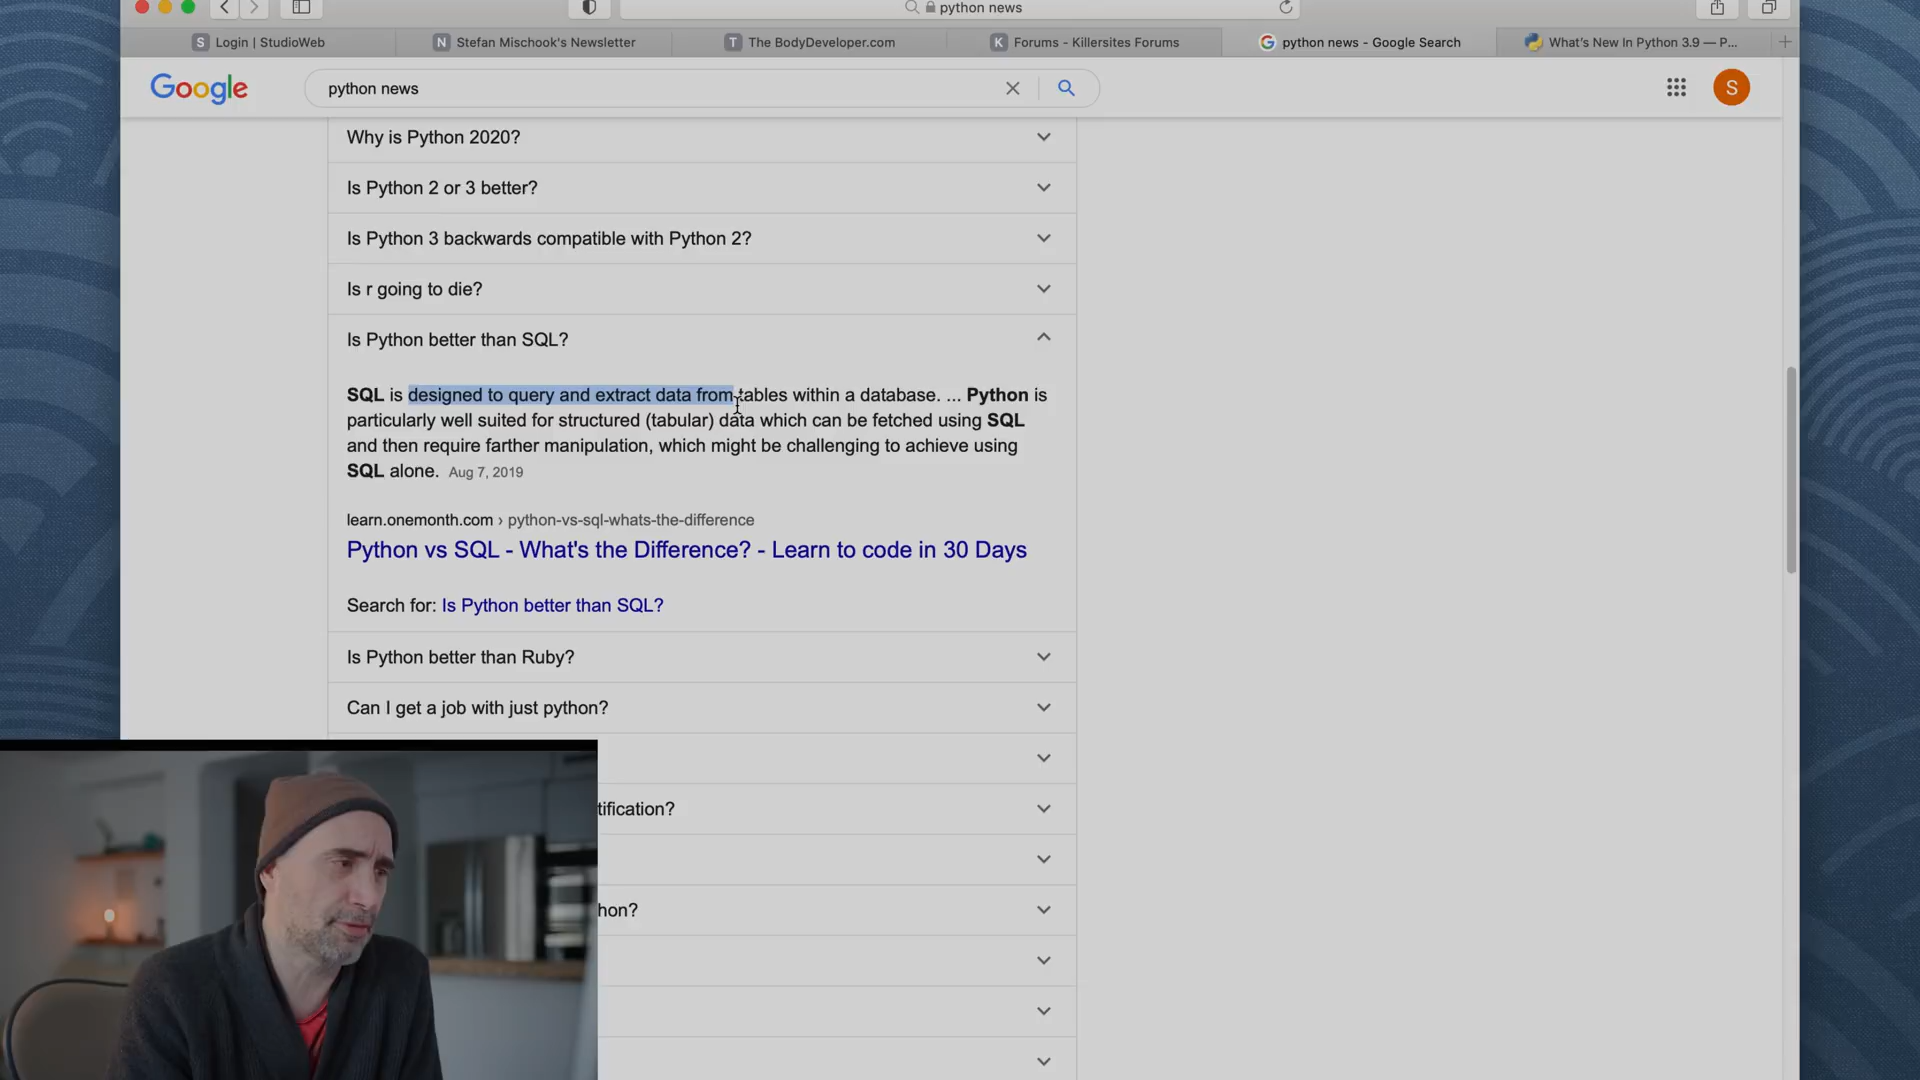 python news
S Login | StudioWeb
N Stefan Mischook's Newsletter
T The BodyDeveloper.com
K Forums - Killersites Forums
python news - Google Search
What's New In Python 3.9 — P...
Google
python news
S
Why is Python 2020?
Is Python 2 or 3 better?
Is Python 3 backwards compatible with Python 2?
Is r going to die?
Is Python better than SQL?
SQL is designed to query and extract data from tables within a database. ... Python is
particularly well suited for structured (tabular) data which can be fetched using SQL
and then require farther manipulation, which might be challenging to achieve using
SQL alone. Aug 7, 2019
learn.onemonth.com › python-vs-sql-whats-the-difference
Python vs SQL - What's the Difference? - Learn to code in 30 Days
Search for: Is Python better than SQL?
Is Python better than Ruby?
Can I get a job with just python?
tification?
hon?